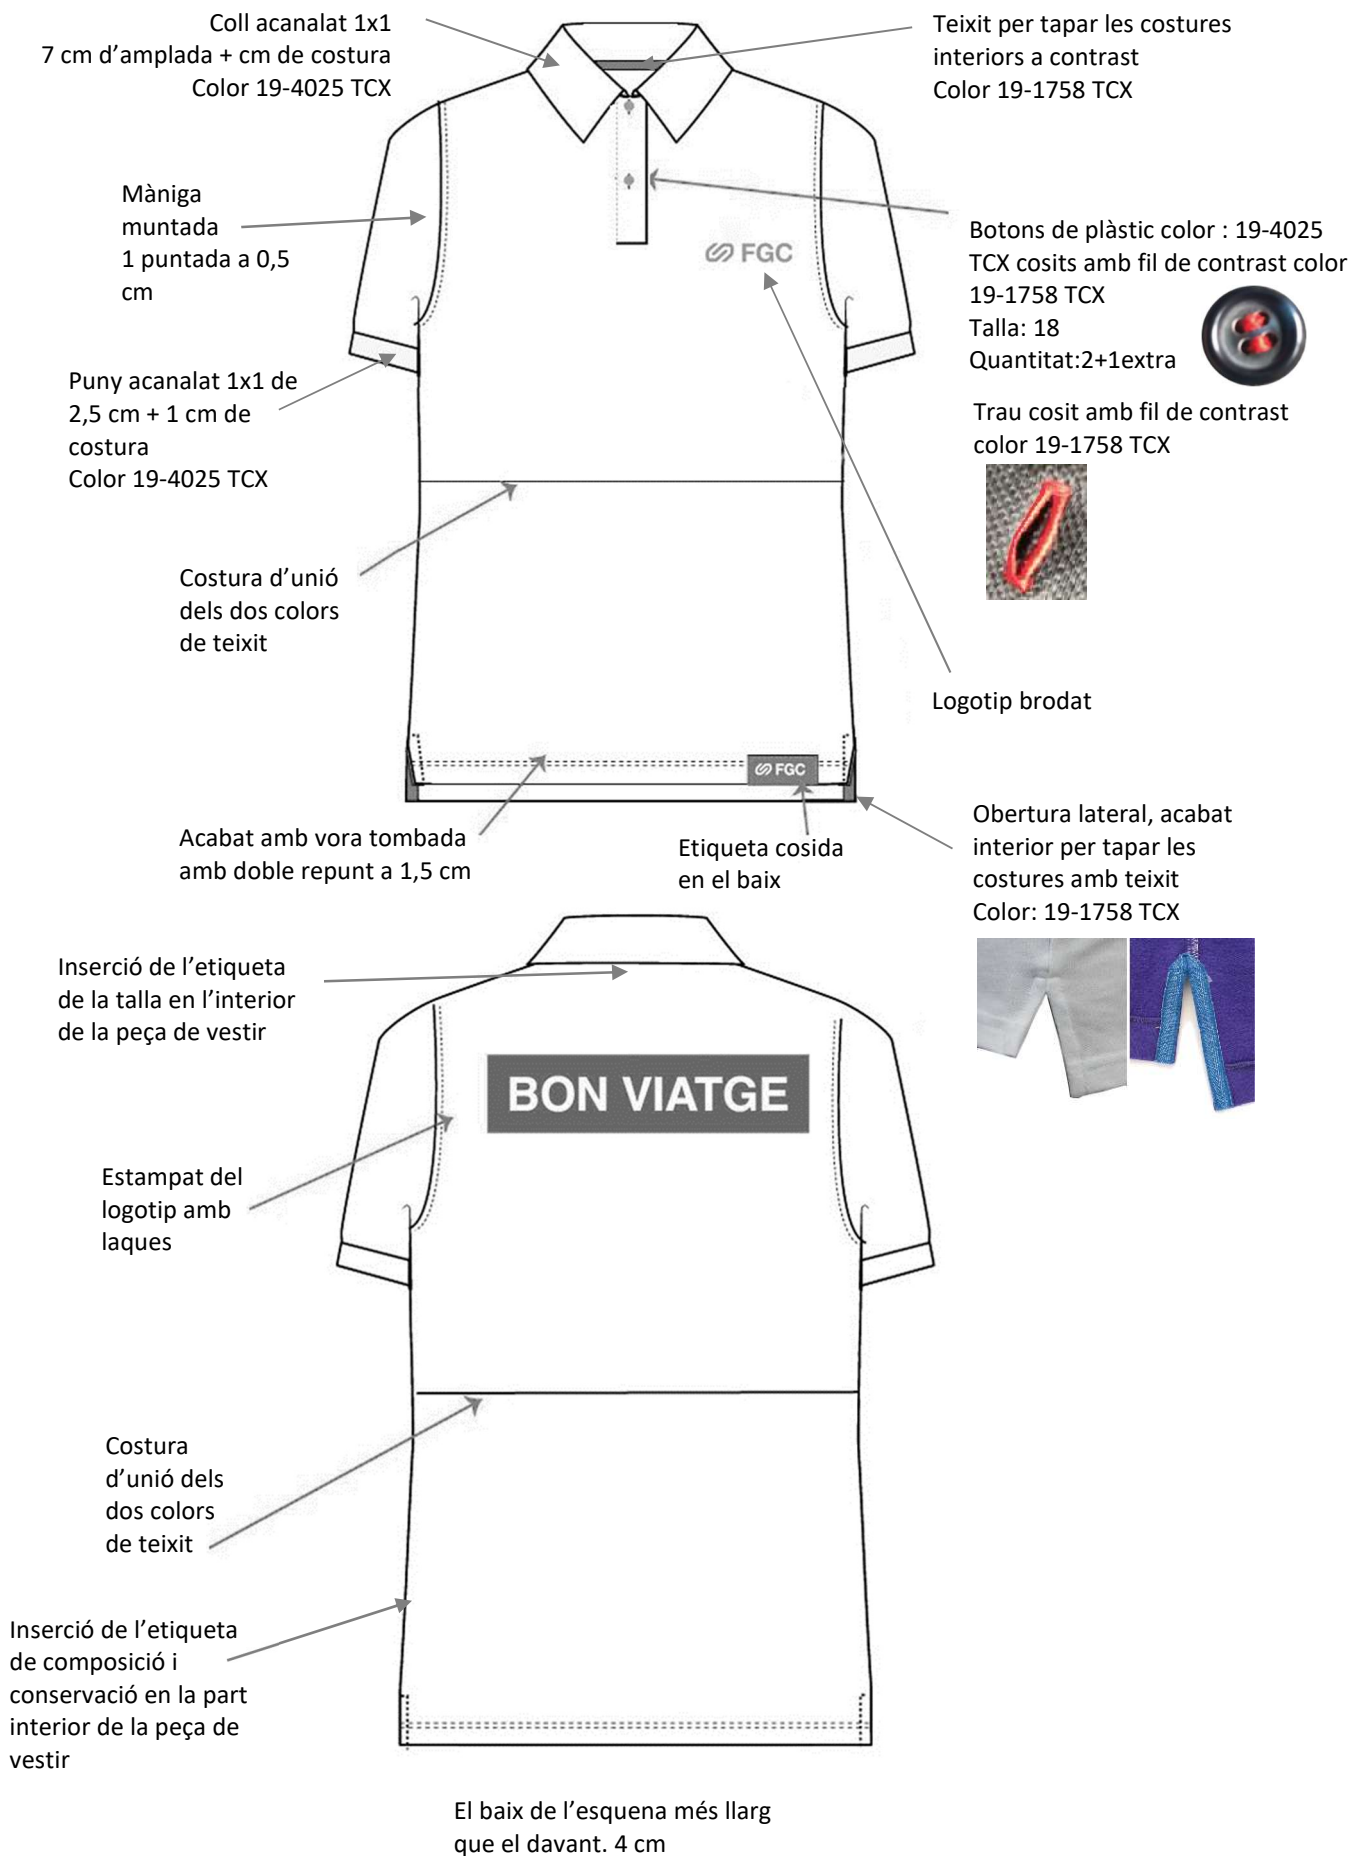 Coll acanalat 1x1
7 cm d’amplada + cm de costura
Color 19-4025 TCX
Teixit per tapar les costures
interiors a contrast
Color 19-1758 TCX
Màniga
muntada
1 puntada a 0,5
cm
Botons de plàstic color : 19-4025
TCX cosits amb fil de contrast color
19-1758 TCX
Talla: 18
Quantitat:2+1extra
FGC
Puny acanalat 1x1 de
2,5 cm + 1 cm de
costura
Color 19-4025 TCX
Trau cosit amb fil de contrast
color 19-1758 TCX
Costura d’unió
dels dos colors
de teixit
Logotip brodat
FGC
Acabat amb vora tombada
amb doble repunt a 1,5 cm
Etiqueta cosida
en el baix
Obertura lateral, acabat
interior per tapar les
costures amb teixit
Color: 19-1758 TCX
Inserció de l’etiqueta
de la talla en l’interior
de la peça de vestir
BON VIATGE
Estampat del
logotip amb
laques
Costura
d’unió dels
dos colors
de teixit
Inserció de l’etiqueta
de composició i
conservació en la part
interior de la peça de
vestir
El baix de l’esquena més llarg
que el davant. 4 cm